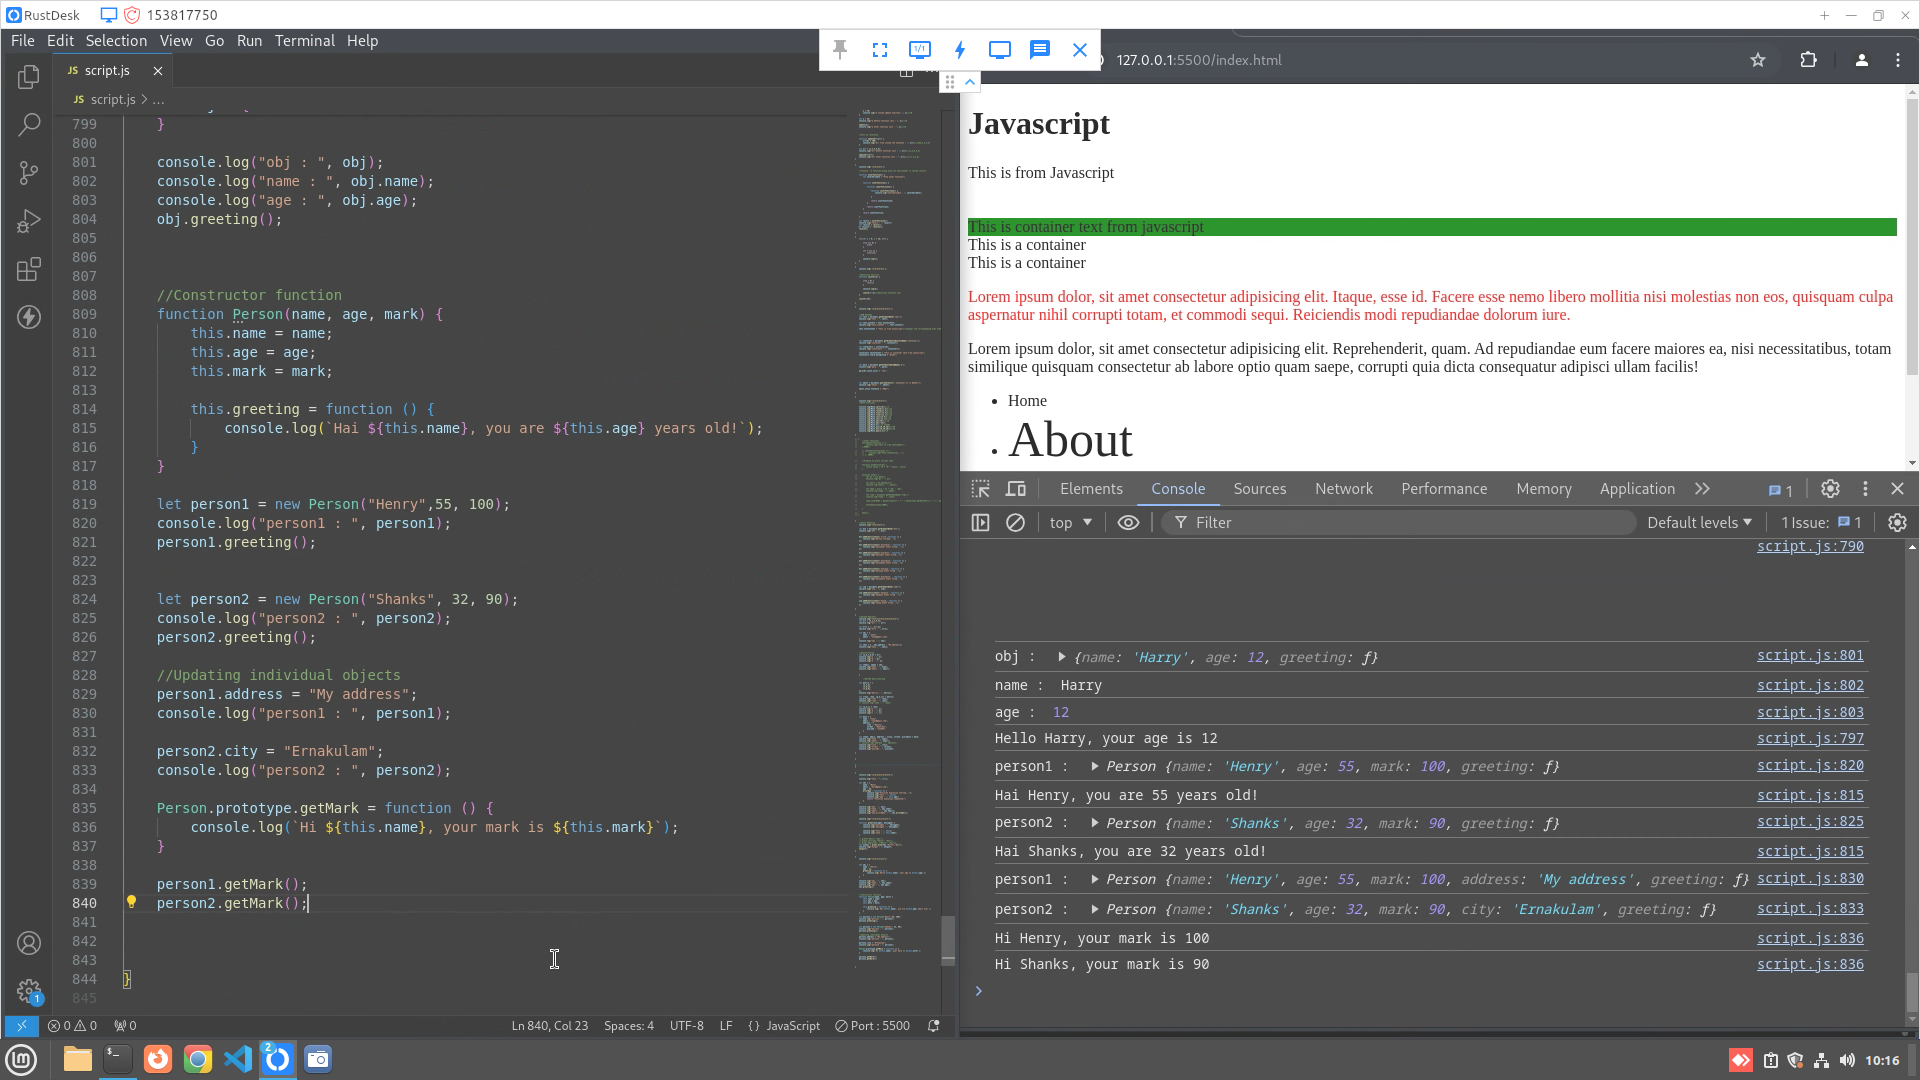 RustDesk 153817750
File Edit Selection View Go Run Terminal Help
JS script.js
JS script.js > ...
799 }
800
801 console.log("obj : ", obj);
802 console.log("name : ", obj.name);
803 console.log("age : ", obj.age);
804 obj.greeting();
805
806
807
808 //Constructor function
809 function Person(name, age, mark) {
810 this.name = name;
811 this.age = age;
812 this.mark = mark;
813
814 this.greeting = function () {
815 console.log(`Hai ${this.name}, you are ${this.age} years old!`);
816 }
817 }
818
819 let person1 = new Person("Henry",55, 100);
820 console.log("person1 : ", person1);
821 person1.greeting();
822
823
824 let person2 = new Person("Shanks", 32, 90);
825 console.log("person2 : ", person2);
826 person2.greeting();
827
828 //Updating individual objects
829 person1.address = "My address";
830 console.log("person1 : ", person1);
831
832 person2.city = "Ernakulam";
833 console.log("person2 : ", person2);
834
835 Person.prototype.getMark = function () {
836 console.log(`Hi ${this.name}, your mark is ${this.mark}`);
837 }
838
839 person1.getMark();
840 person2.getMark();
841
842
843
844 }
845
1
0 0 0
Ln 840, Col 23 Spaces: 4 UTF-8 LF {} JavaScript Port : 5500
1/1
127.0.0.1:5500/index.html
Javascript
This is from Javascript
This is container text from javascript
This is a container
This is a container
Lorem ipsum dolor, sit amet consectetur adipisicing elit. Itaque, esse id. Facere esse nemo libero mollitia nisi molestias non eos, quisquam culpa
aspernatur nihil corrupti totam, et commodi sequi. Reiciendis modi repudiandae dolorum iure.
Lorem ipsum dolor, sit amet consectetur adipisicing elit. Reprehenderit, quam. Ad repudiandae eum facere maiores ea, nisi necessitatibus, totam
similique quisquam consectetur ab labore optio quam saepe, corrupti quia dicta consequatur adipisci ullam facilis!
• Home
• About
Elements Console Sources Network Performance Memory Application 1
top Filter Default levels 1 Issue: 1
script.js:790
obj : {name: 'Harry', age: 12, greeting: ƒ} script.js:801
name : Harry script.js:802
age : 12 script.js:803
Hello Harry, your age is 12 script.js:797
person1 : Person {name: 'Henry', age: 55, mark: 100, greeting: ƒ} script.js:820
Hai Henry, you are 55 years old! script.js:815
person2 : Person {name: 'Shanks', age: 32, mark: 90, greeting: ƒ} script.js:825
Hai Shanks, you are 32 years old! script.js:815
person1 : Person {name: 'Henry', age: 55, mark: 100, address: 'My address', greeting: ƒ} script.js:830
person2 : Person {name: 'Shanks', age: 32, mark: 90, city: 'Ernakulam', greeting: ƒ} script.js:833
Hi Henry, your mark is 100 script.js:836
Hi Shanks, your mark is 90 script.js:836
2
10:16